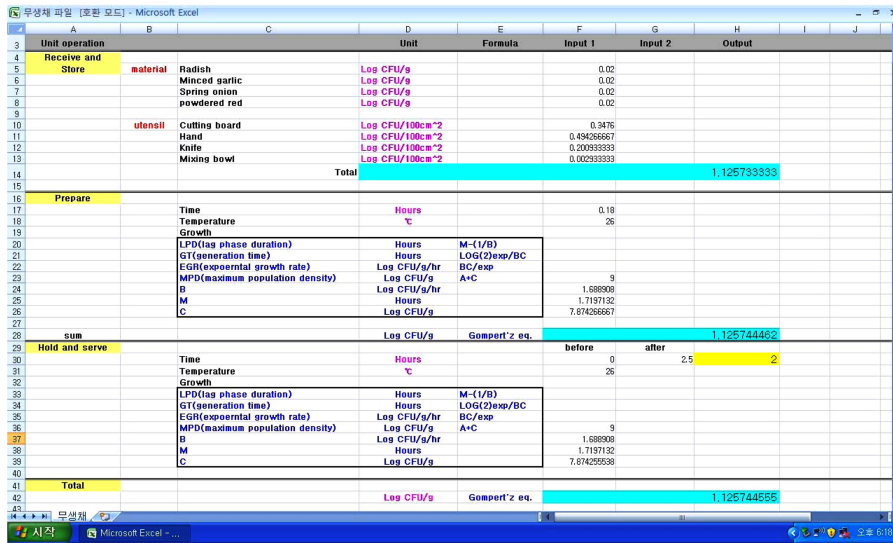 무생채 파일 [호환 모드] - Microsoft Excel
A B C D E F G H I J
3 Unit operation Unit Formula Input 1 Input 2 Output
4 Receive and
5 Store material Radish Log CFU/g 0.02
6 Minced garlic Log CFU/g 0.02
7 Spring onion Log CFU/g 0.02
8 powdered red Log CFU/g 0.02
9
10 utensil Cutting board Log CFU/100cm^2 0.3476
11 Hand Log CFU/100cm^2 0.494266667
12 Knife Log CFU/100cm^2 0.200933333
13 Mixing bowl Log CFU/100cm^2 0.002933333
14 Total 1.125733333
15
16 Prepare
17 Time Hours 0.18
18 Temperature ℃ 26
19 Growth
20 LPD(lag phase duration) Hours M-(1/B)
21 GT(generation time) Hours LOG(2)exp/BC
22 EGR(expoerntal growth rate) Log CFU/g/hr BC/exp
23 MPD(maximum population density) Log CFU/g A+C 9
24 B Log CFU/g/hr 1.688908
25 M Hours 1.7197132
26 C Log CFU/g 7.874266667
27
28 sum Log CFU/g Gompert'z eq. 1.125744462
29 Hold and serve before after
30 Time Hours 0 2.5 2
31 Temperature ℃ 26
32 Growth
33 LPD(lag phase duration) Hours M-(1/B)
34 GT(generation time) Hours LOG(2)exp/BC
35 EGR(expoerntal growth rate) Log CFU/g/hr BC/exp
36 MPD(maximum population density) Log CFU/g A+C 9
37 B Log CFU/g/hr 1.688908
38 M Hours 1.7197132
39 C Log CFU/g 7.874255538
40
41 Total
42 Log CFU/g Gompert'z eq. 1.125744555
43
무생채
시작 Microsoft Excel - ... 오후 6:18